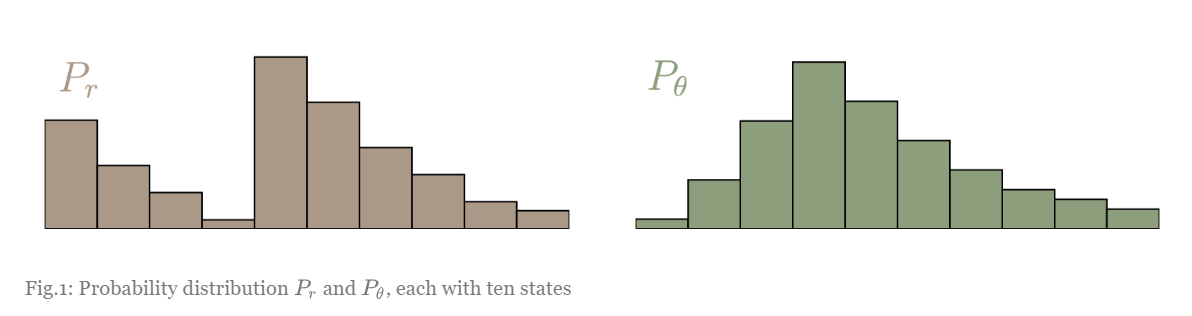 P_r
P_θ
Fig.1: Probability distribution P_r and P_θ, each with ten states